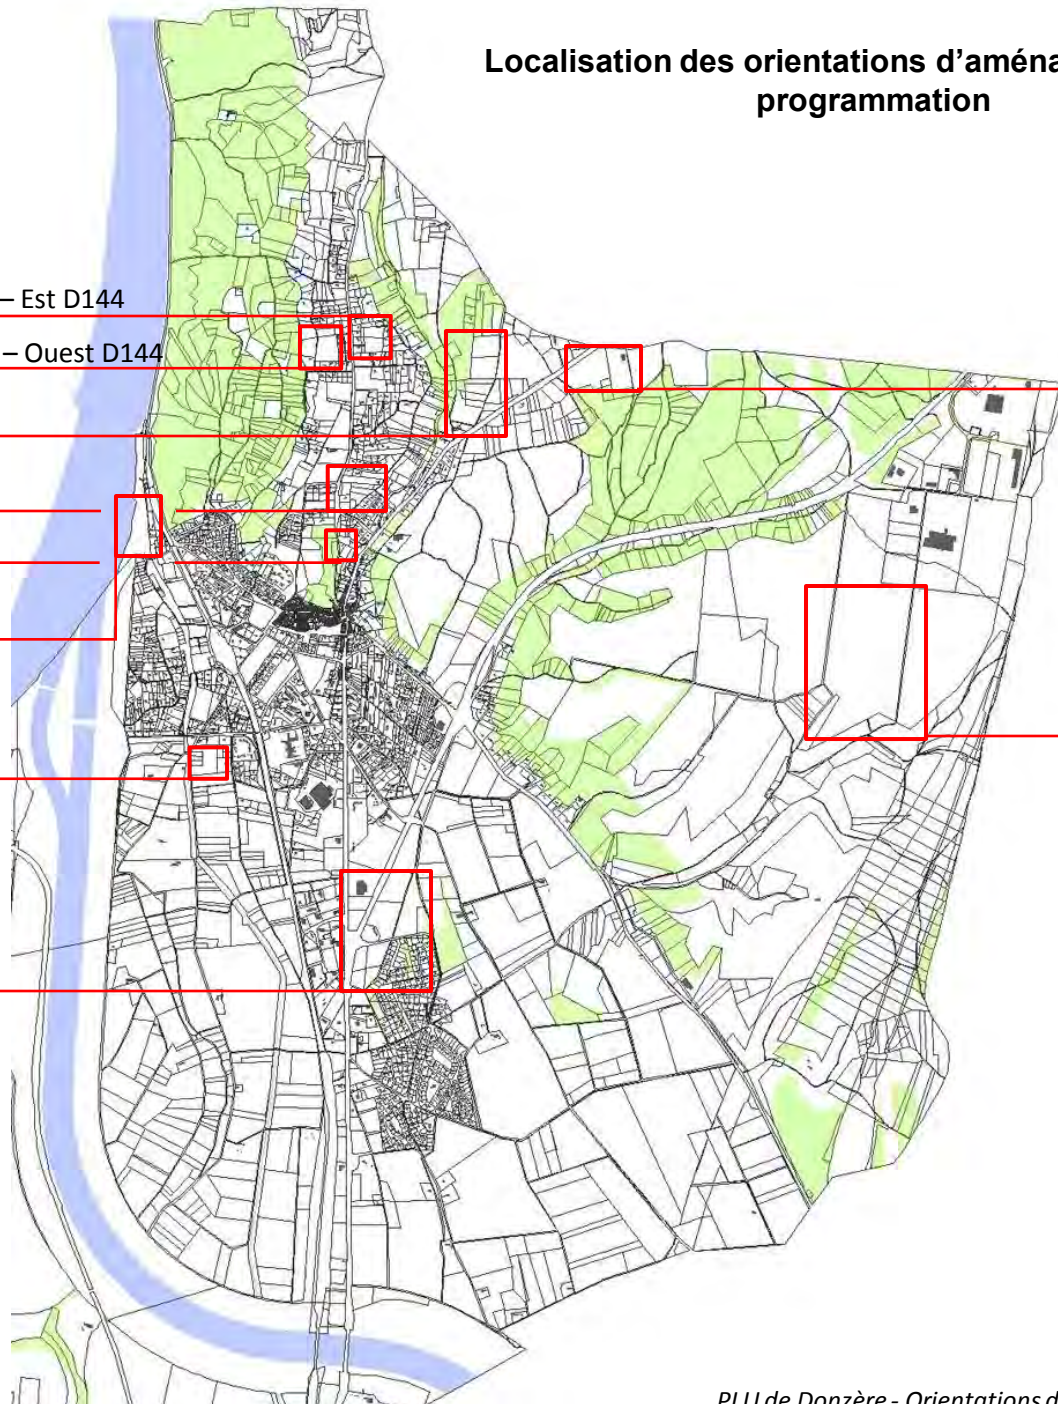 Localisation des orientations d’aména
programmation
– Est D144
– Ouest D144
PLU de Donzère - Orientations d